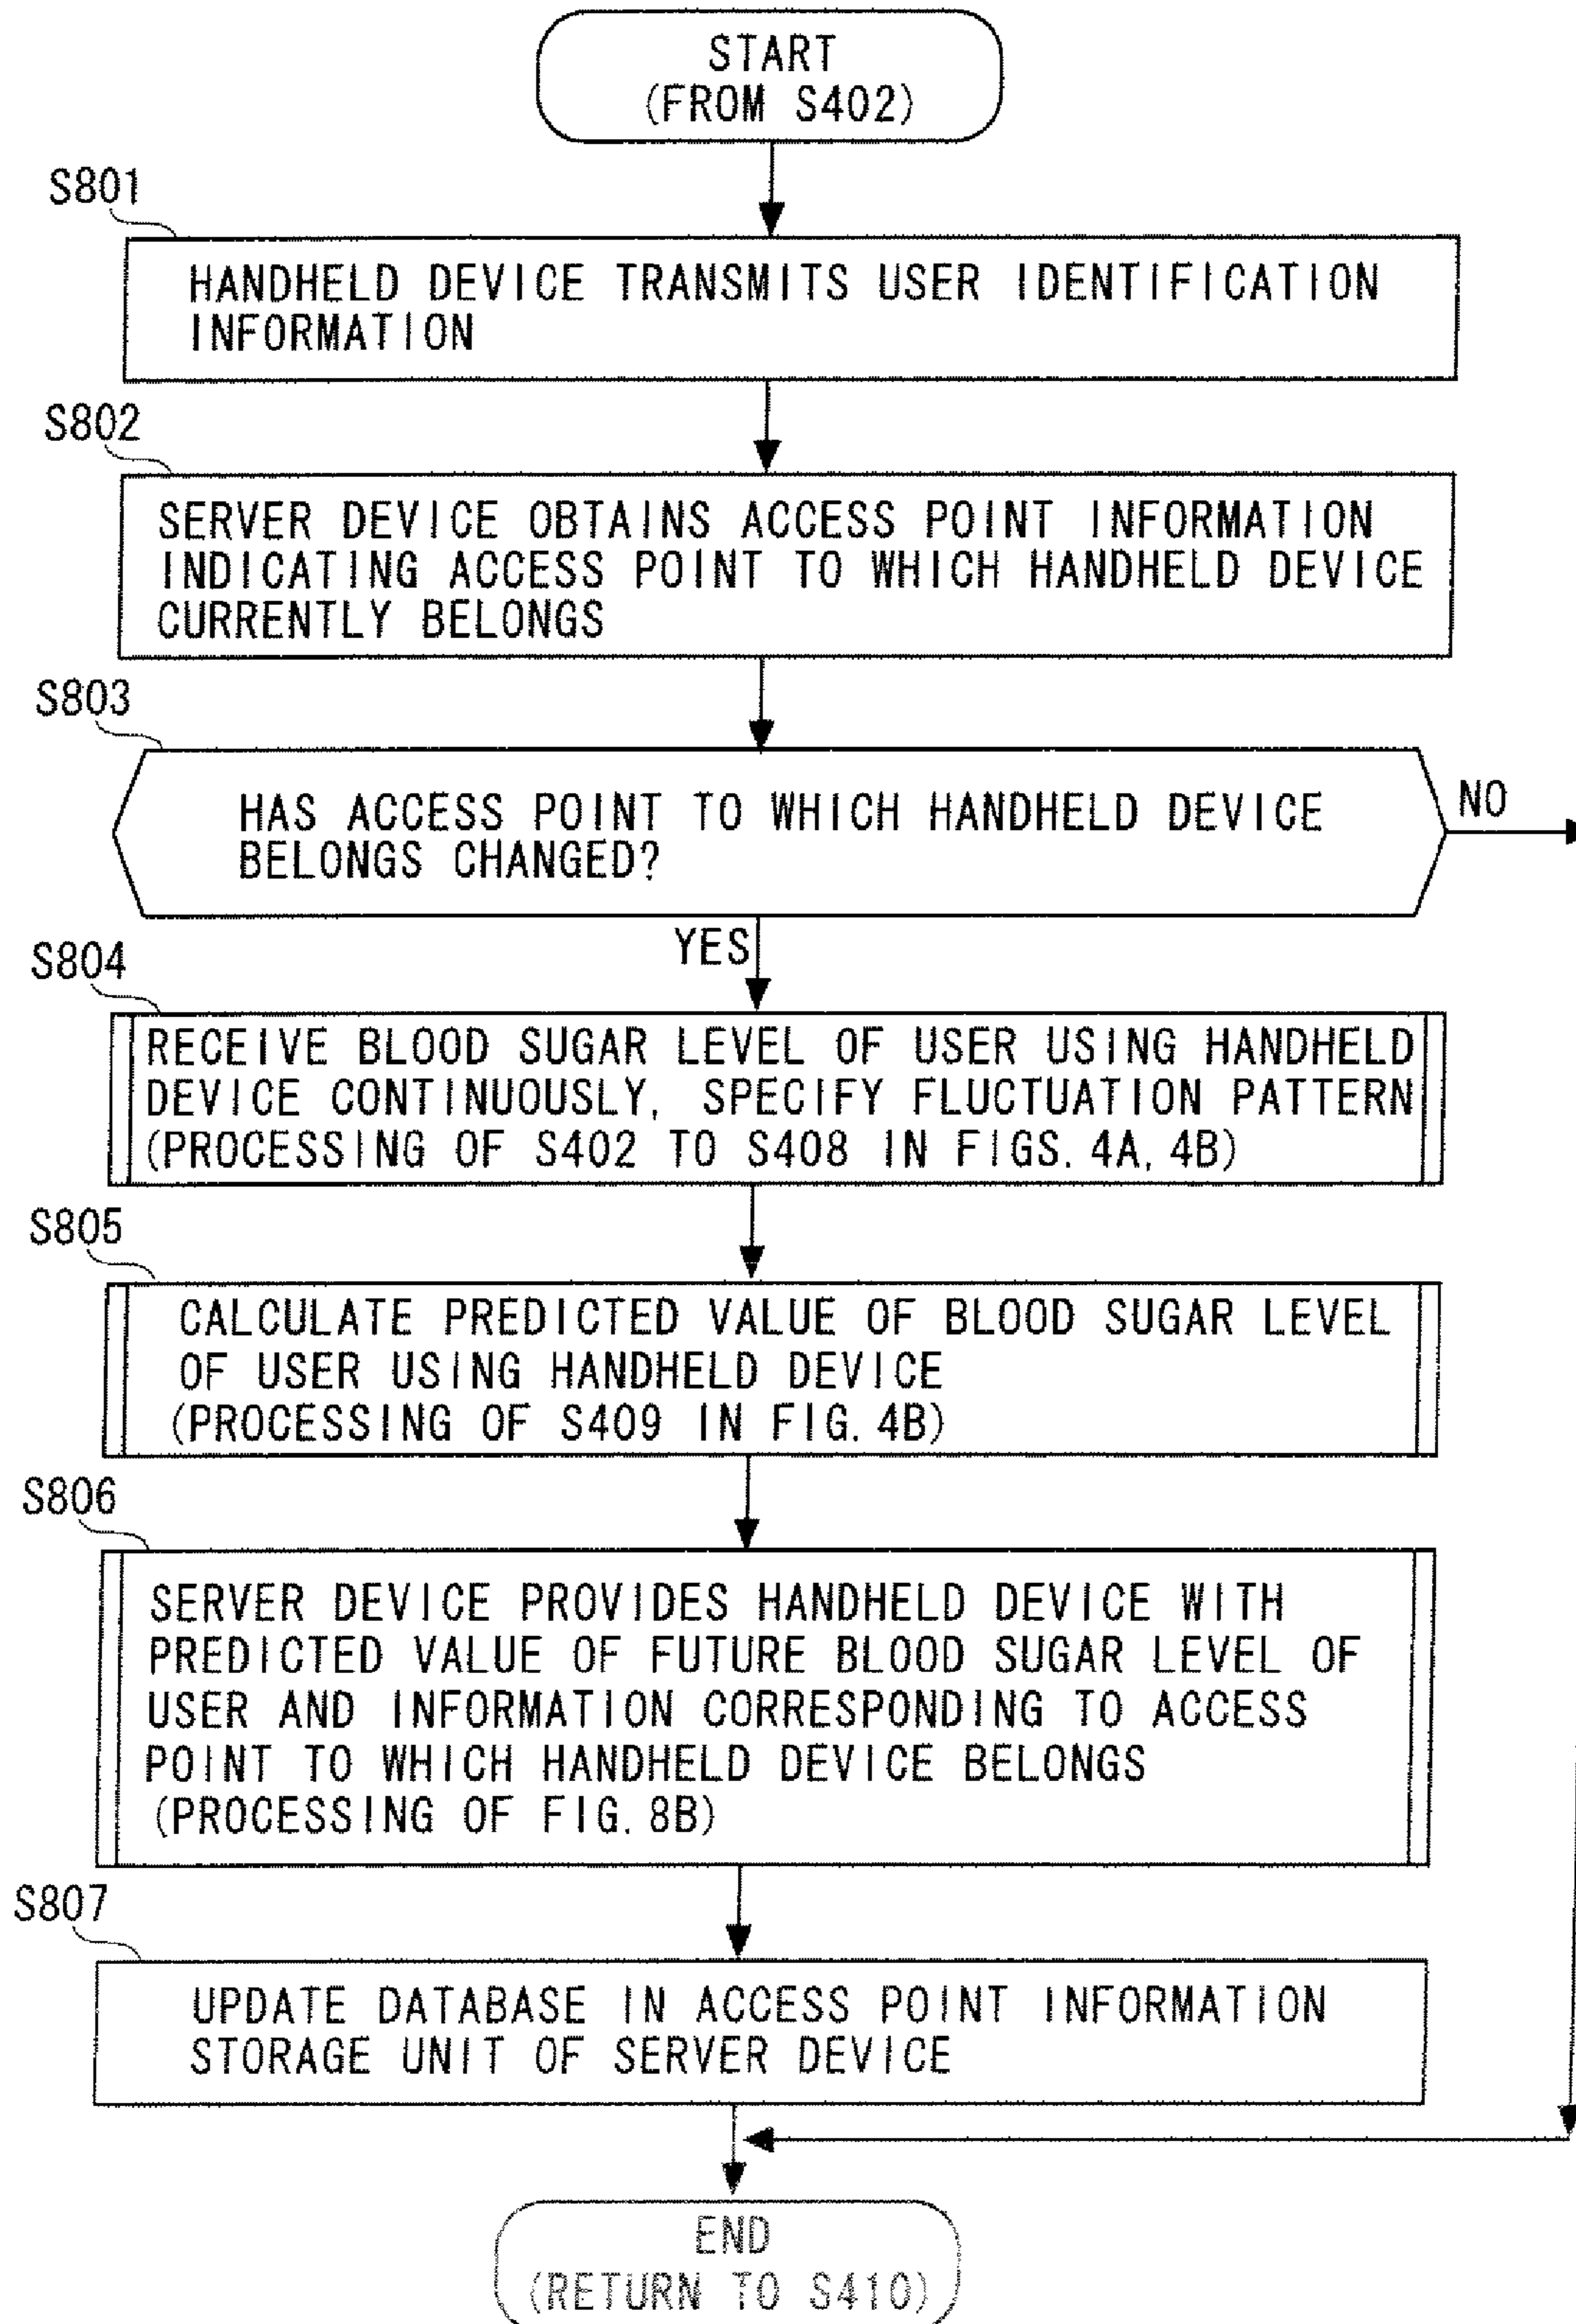 START
(FROM S402)
S801
HANDHELD DEVICE TRANSMITS USER IDENTIFICATION
INFORMATION
S802
SERVER DEVICE OBTAINS ACCESS POINT INFORMATION
INDICATING ACCESS POINT TO WHICH HANDHELD DEVICE
CURRENTLY BELONGS
S803
HAS ACCESS POINT TO WHICH HANDHELD DEVICE
BELONGS CHANGED?
NO
YES
S804
RECEIVE BLOOD SUGAR LEVEL OF USER USING HANDHELD
DEVICE CONTINUOUSLY, SPECIFY FLUCTUATION PATTERN
(PROCESSING OF S402 TO S408 IN FIGS. 4A, 4B)
S805
CALCULATE PREDICTED VALUE OF BLOOD SUGAR LEVEL
OF USER USING HANDHELD DEVICE
(PROCESSING OF S409 IN FIG. 4B)
S806
SERVER DEVICE PROVIDES HANDHELD DEVICE WITH
PREDICTED VALUE OF FUTURE BLOOD SUGAR LEVEL OF
USER AND INFORMATION CORRESPONDING TO ACCESS
POINT TO WHICH HANDHELD DEVICE BELONGS
(PROCESSING OF FIG. 8B)
S807
UPDATE DATABASE IN ACCESS POINT INFORMATION
STORAGE UNIT OF SERVER DEVICE
END
(RETURN TO S410)